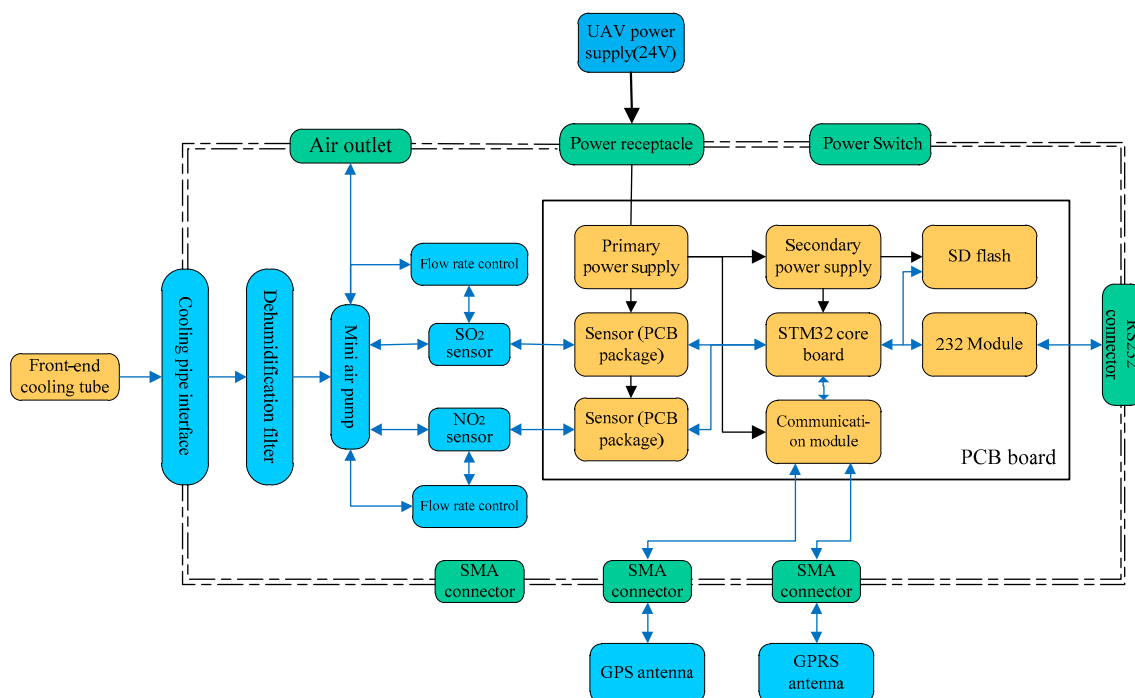 UAV power
supply(24V)
Air outlet
Power receptacle
Power Switch
Primary
power supply
Secondary
power supply
SD flash
Flow rate control
Cooling pipe interface
Dehumidification filter
Mini air pump
SO2
sensor
Sensor (PCB
package)
STM32 core
board
232 Module
RS232
connector
Front-end
cooling tube
NO2
sensor
Sensor (PCB
package)
Communicati-
on module
PCB board
Flow rate control
SMA
connector
SMA
connector
SMA
connector
GPS antenna
GPRS
antenna